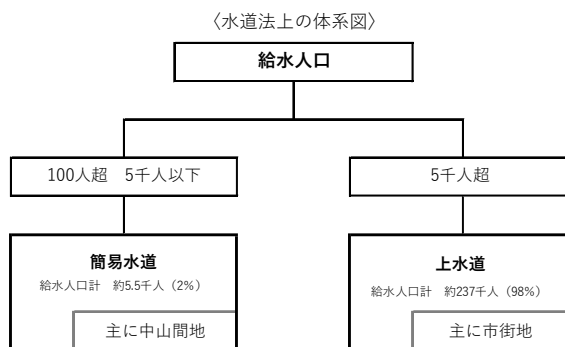 〈水道法上の体系図〉
給水人口
100人超　5千人以下
5千人超
簡易水道
給水人口計　約5.5千人（2%）
主に中山間地
上水道
給水人口計　約237千人（98%）
主に市街地